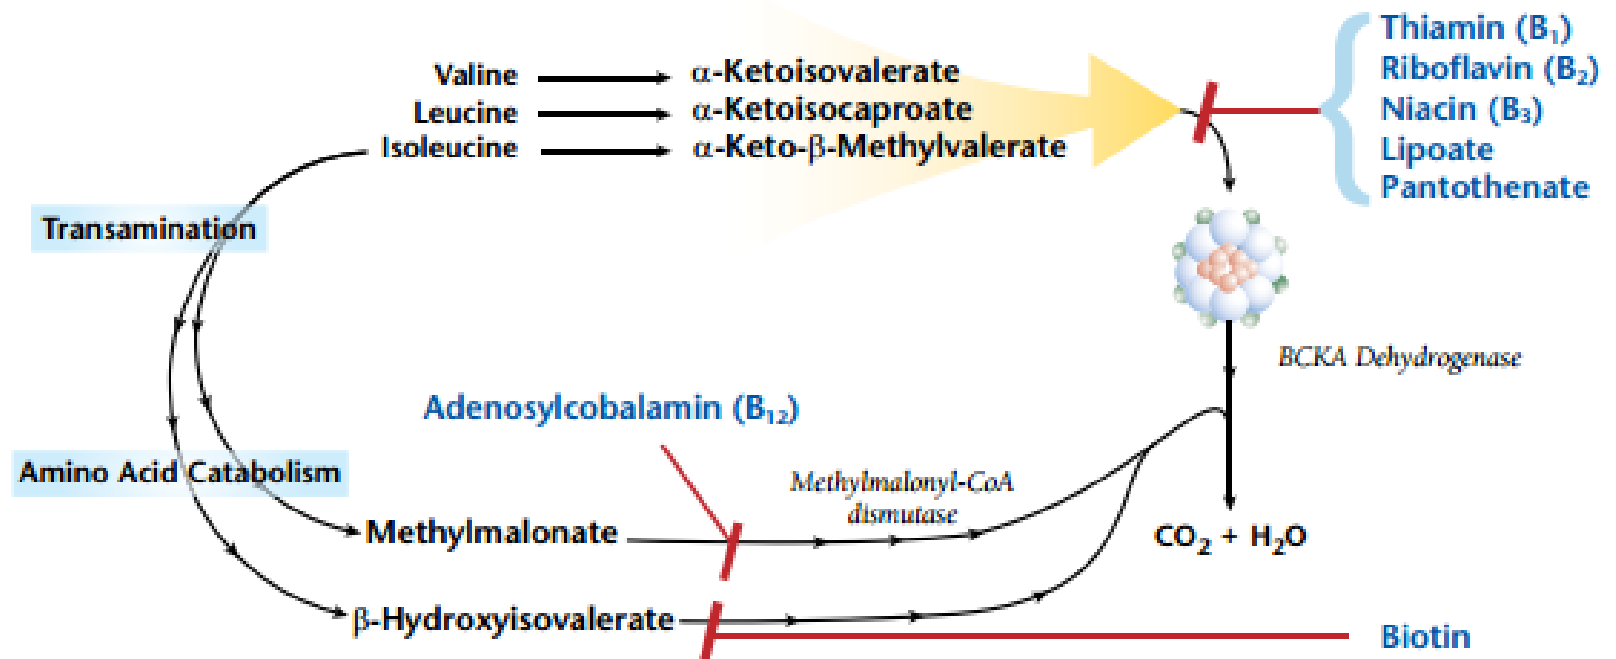 Valine
α-Ketoisovalerate
Leucine
α-Ketoisocaproate
Isoleucine
α-Keto-β-Methylvalerate
Thiamin (B₁)
Riboflavin (B₂)
Niacin (B₃)
Lipoate
Pantothenate
Transamination
BCKA Dehydrogenase
Adenosylcobalamin (B₁₂)
Amino Acid Catabolism
Methylmalonyl-CoA
dismutase
Methylmalonate
CO₂ + H₂O
β-Hydroxyisovalerate
Biotin